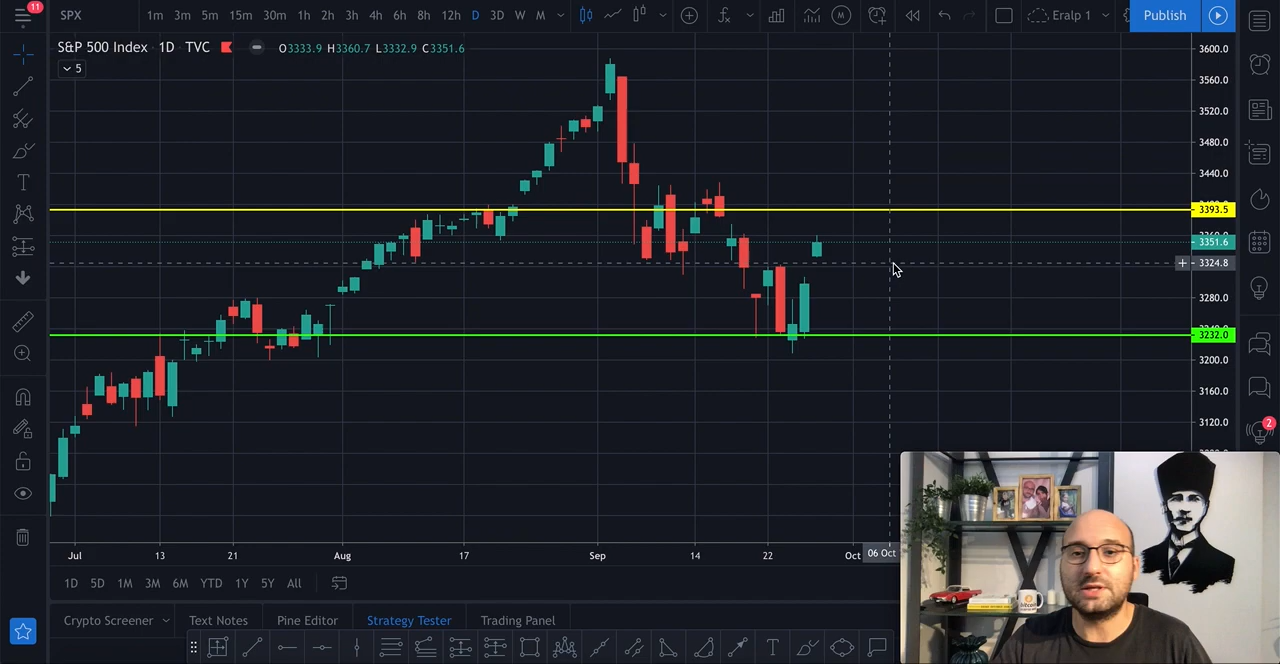 11
SPX
1m 3m 5m 15m 30m 1h 2h 3h 4h 6h 8h 12h D 3D W M
Eralp 1
Publish
S&P 500 Index · 1D · TVC
O3333.9 H3360.7 L3332.9 C3351.6
5
3600.0
3560.0
3520.0
3480.0
3440.0
3393.5
3351.6
3324.8
3280.0
3232.0
3200.0
3160.0
3120.0
2
Jul 13 21 Aug 17 Sep 14 22 Oct 06 Oct
1D 5D 1M 3M 6M YTD 1Y 5Y All
Crypto Screener Text Notes Pine Editor Strategy Tester Trading Panel
bitcoin